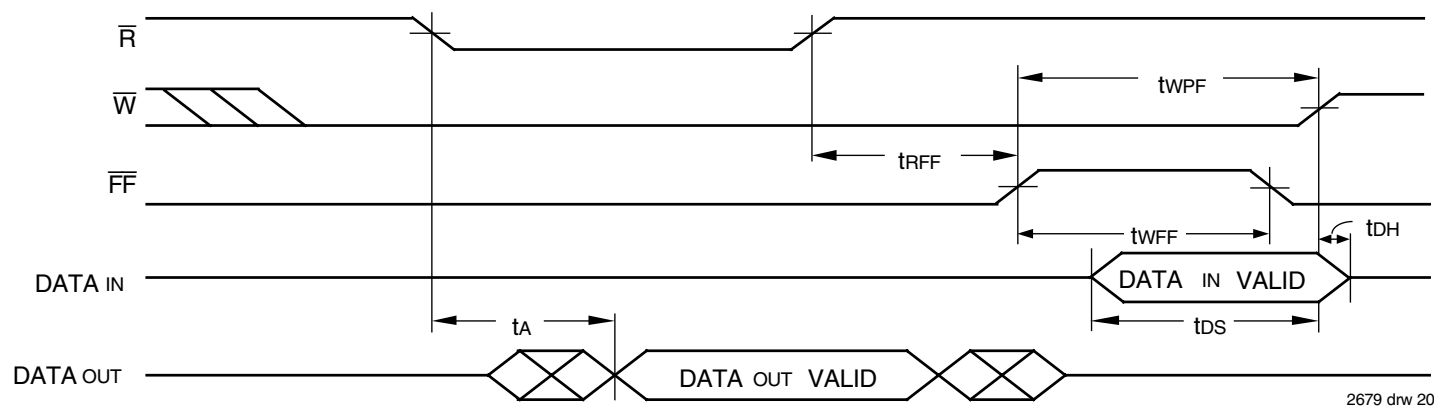 R̅
W̅
tWPF
tRFF
F̅F̅
tWFF
tDH
DATA IN
DATA IN VALID
tA
tDS
DATA OUT
DATA OUT VALID
2679 drw 20